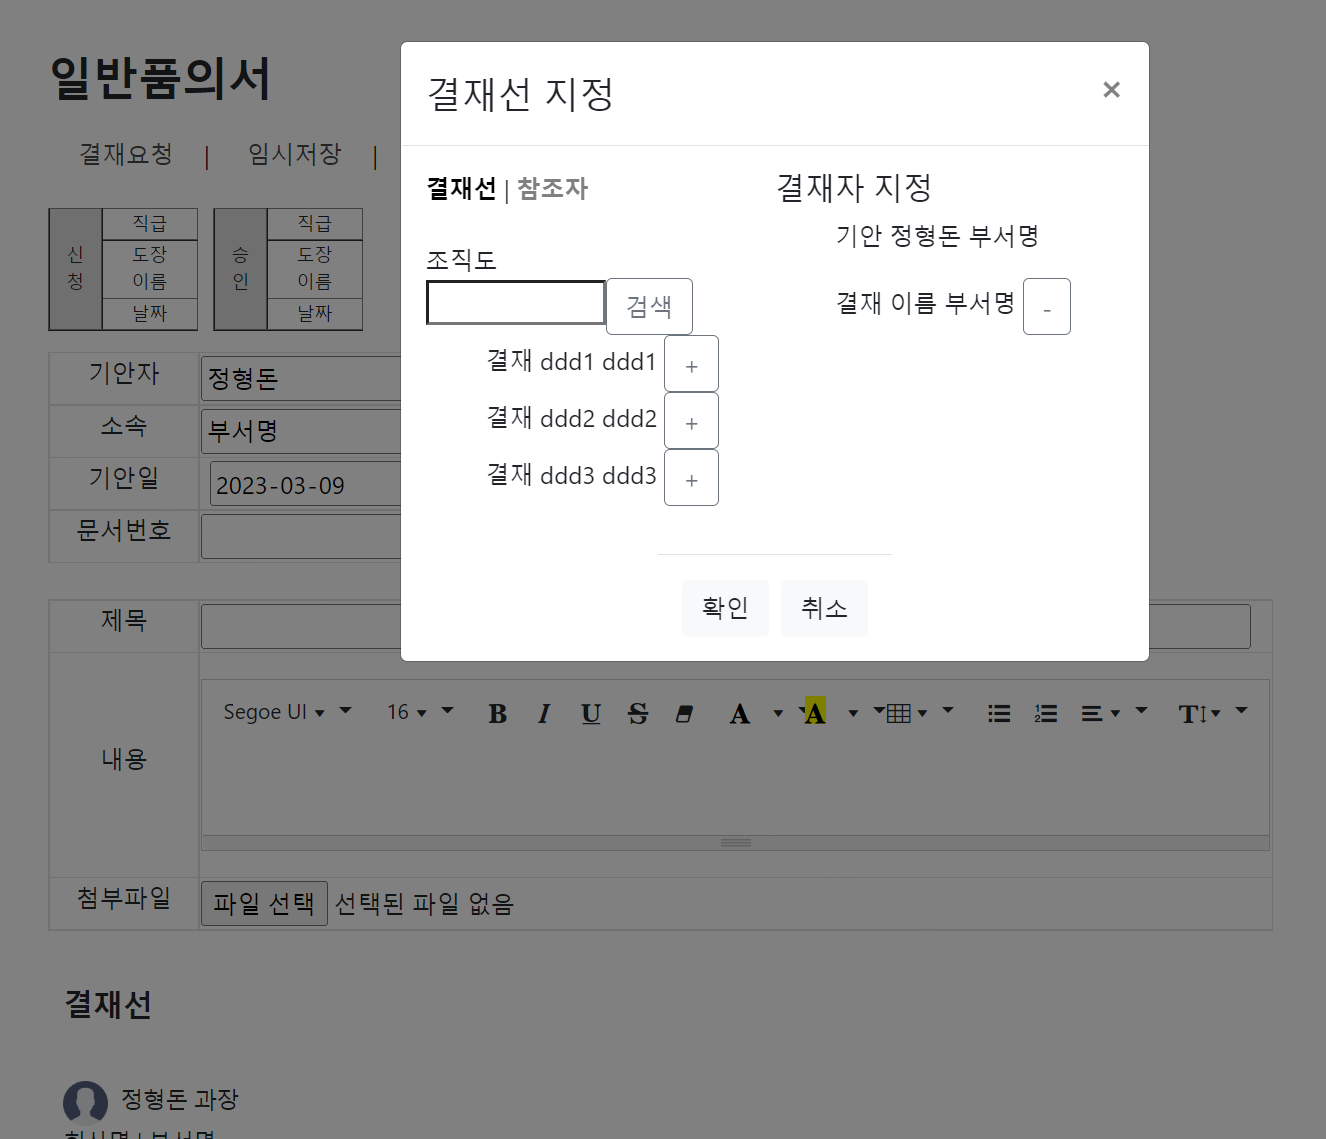 일반품의서
결재요청 | 임시저장 |
신청
직급
도장
이름
날짜
승인
직급
도장
이름
날짜
기안자 정형돈
소속 부서명
기안일 2023-03-09
문서번호
결재선 지정 ×
결재선 | 참조자
조직도
검색
결재 ddd1 ddd1 +
결재 ddd2 ddd2 +
결재 ddd3 ddd3 +
결재자 지정
기안 정형돈 부서명
결재 이름 부서명 -
확인 취소
제목
내용
Segoe UI 16 B I U S A A T
첨부파일 파일 선택 선택된 파일 없음
결재선
정형돈 과장
회사명 | 부서명